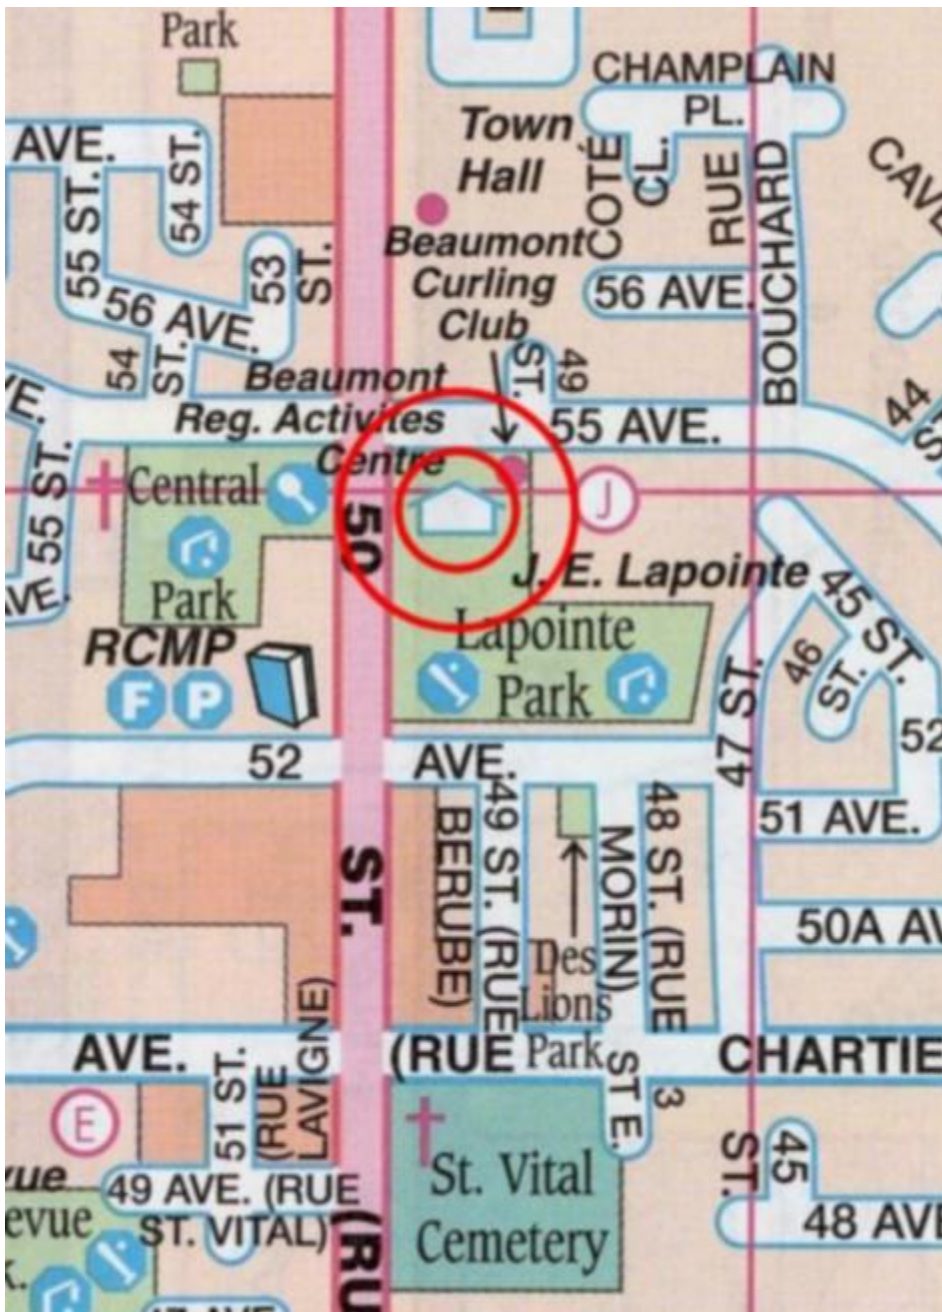 Park
CHAMPLAIN
PL.
Town
Hall
AVE.
54 ST.
55 ST.
COTÉ
CL.
RUE
BOUCHARD
53
ST.
Beaumont
Curling
Club
56 AVE.
56 AVE.
54
ST.
ST.
49
Beaumont
Reg. Activites
Centre
55 AVE.
44
55 ST.
Central
Park
50
J
J. E. Lapointe
45 ST.
46
ST.
RCMP
F P
Lapointe
Park
47 ST.
52
AVE.
52
51 AVE.
ST.
BERUBE)
49 ST. (RUE
MORIN)
48 ST. (RUE
50A AV
Des
Lions
Park
AVE.
(RUE
CHARTIE
51 ST.
(RUE
LAVIGNE)
ST E.
3
E
ST.
45
St. Vital
Cemetery
49 AVE. (RUE
ST. VITAL)
48 AVE
evue
(RU